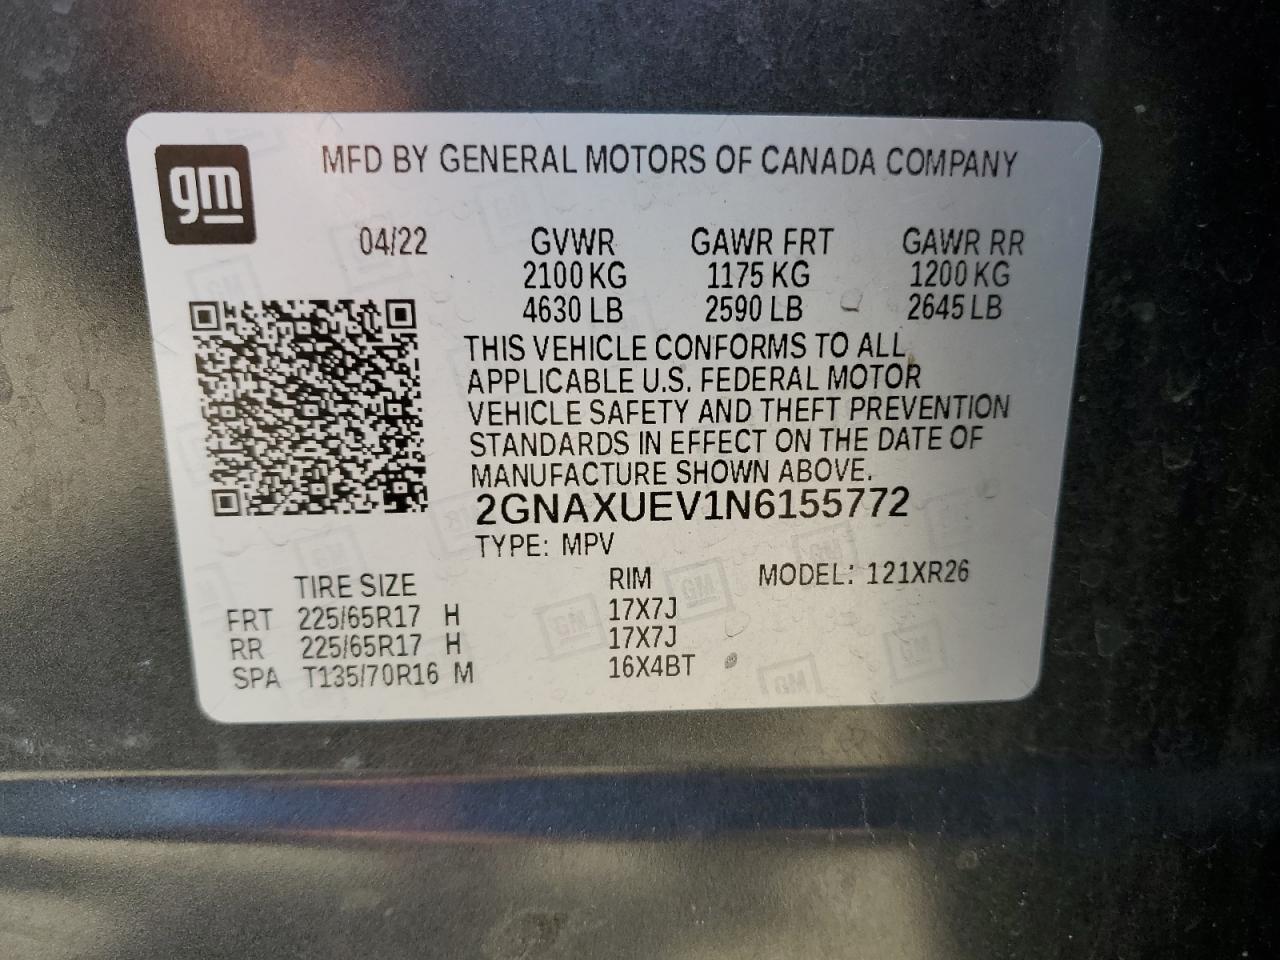 gm
MFD BY GENERAL MOTORS OF CANADA COMPANY
04/22 GVWR GAWR FRT GAWR RR
2100 KG 1175 KG 1200 KG
4630 LB 2590 LB 2645 LB
THIS VEHICLE CONFORMS TO ALL
APPLICABLE U.S. FEDERAL MOTOR
VEHICLE SAFETY AND THEFT PREVENTION
STANDARDS IN EFFECT ON THE DATE OF
MANUFACTURE SHOWN ABOVE.
2GNAXUEV1N6155772
TYPE: MPV
TIRE SIZE RIM MODEL: 121XR26
FRT 225/65R17 H 17X7J
RR 225/65R17 H 17X7J
SPA T135/70R16 M 16X4BT